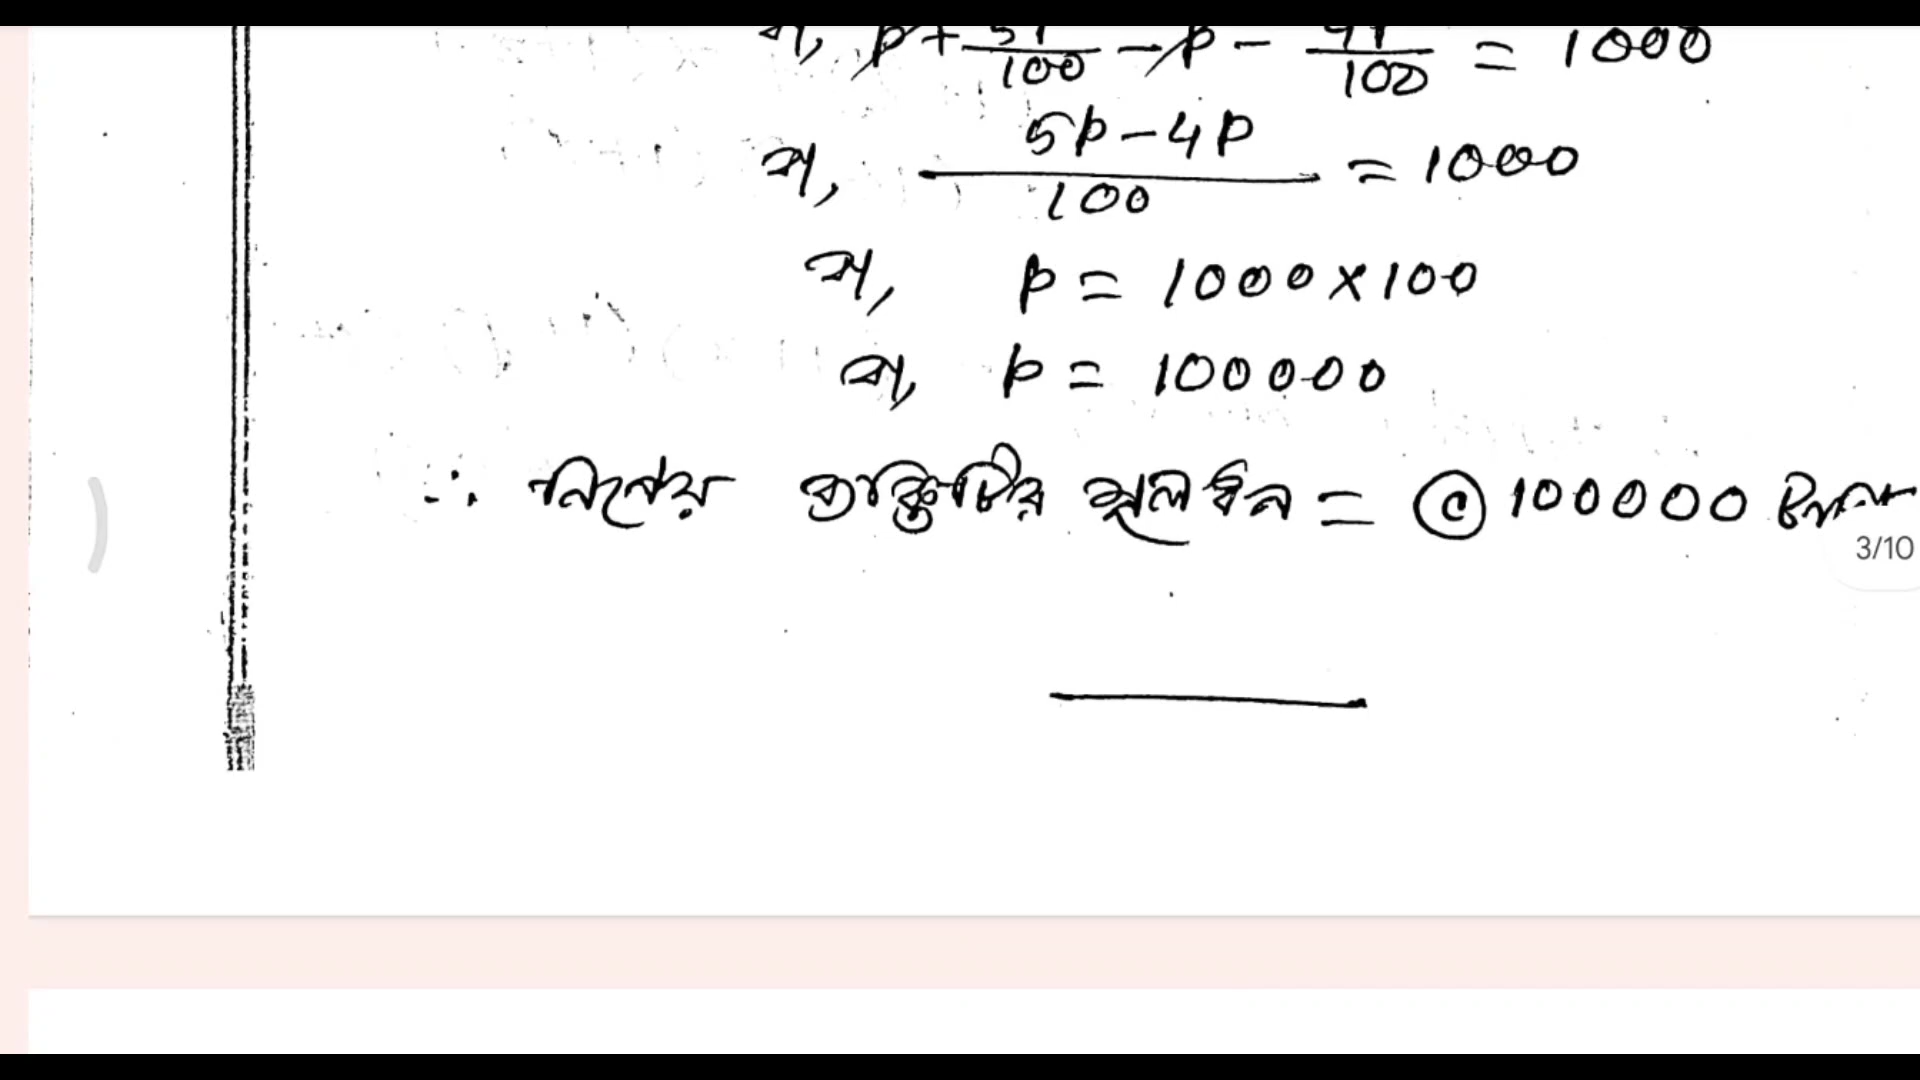 বা, p + 5p/100 - p - 4p/100 = 1000
বা, 5p - 4p/100 = 1000
বা, p = 1000 × 100
বা, p = 100000
∴ নির্ণেয় ব্যক্তিটির মূলধন = ⓒ 100000 টাকা
3/10